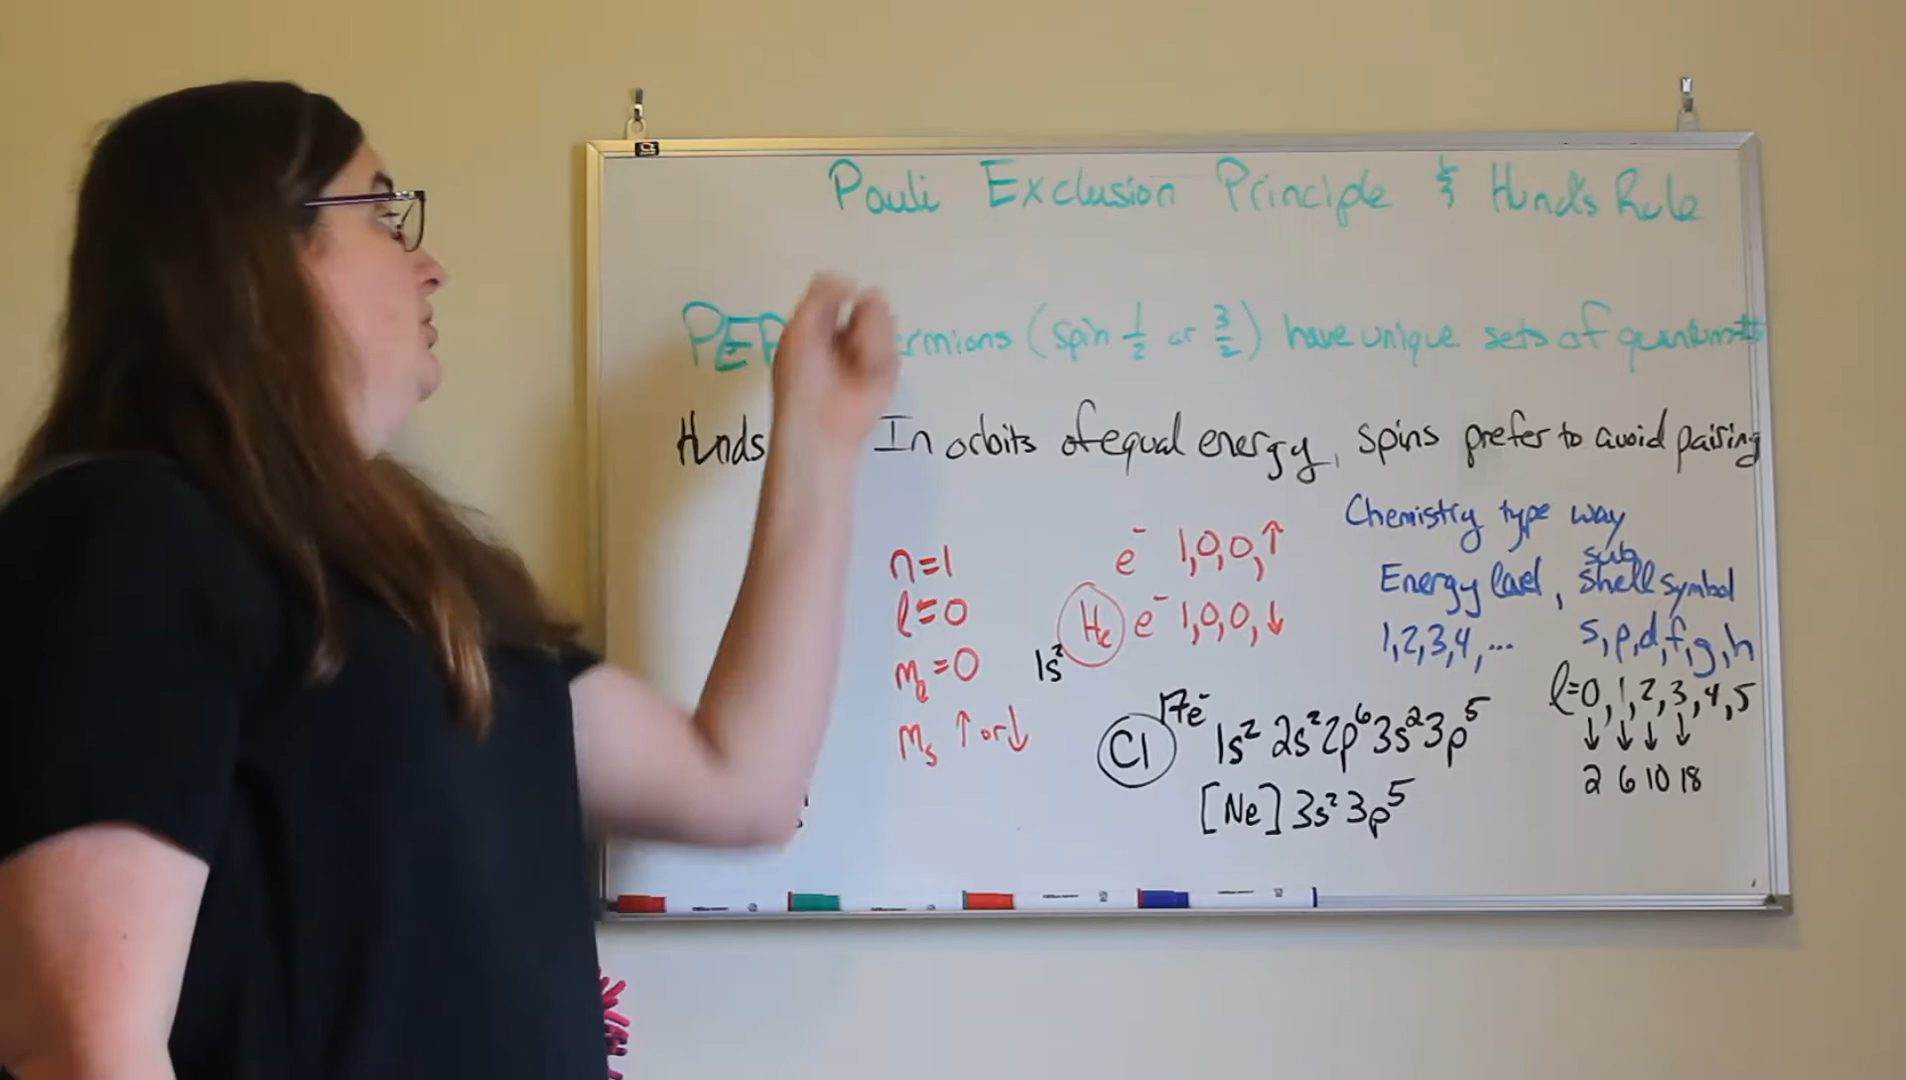 Pauli Exclusion Principle & Hund's Rule
PEP ermions (spin 1/2 or 3/2) have unique sets of quantum #s
Hunds In orbits of equal energy, spins prefer to avoid pairing
n=1
l=0
mₗ=0
mₛ ↑ or ↓
e⁻ 1,0,0,↑
He e⁻ 1,0,0,↓
1s²
Cl 17e⁻ 1s² 2s² 2p⁶ 3s² 3p⁵
[Ne] 3s² 3p⁵
Chemistry type way
Energy level, sub shell symbol
1,2,3,4,... s,p,d,f,g,h
l=0,1,2,3,4,5
↓ ↓ ↓ ↓
2 6 10 18